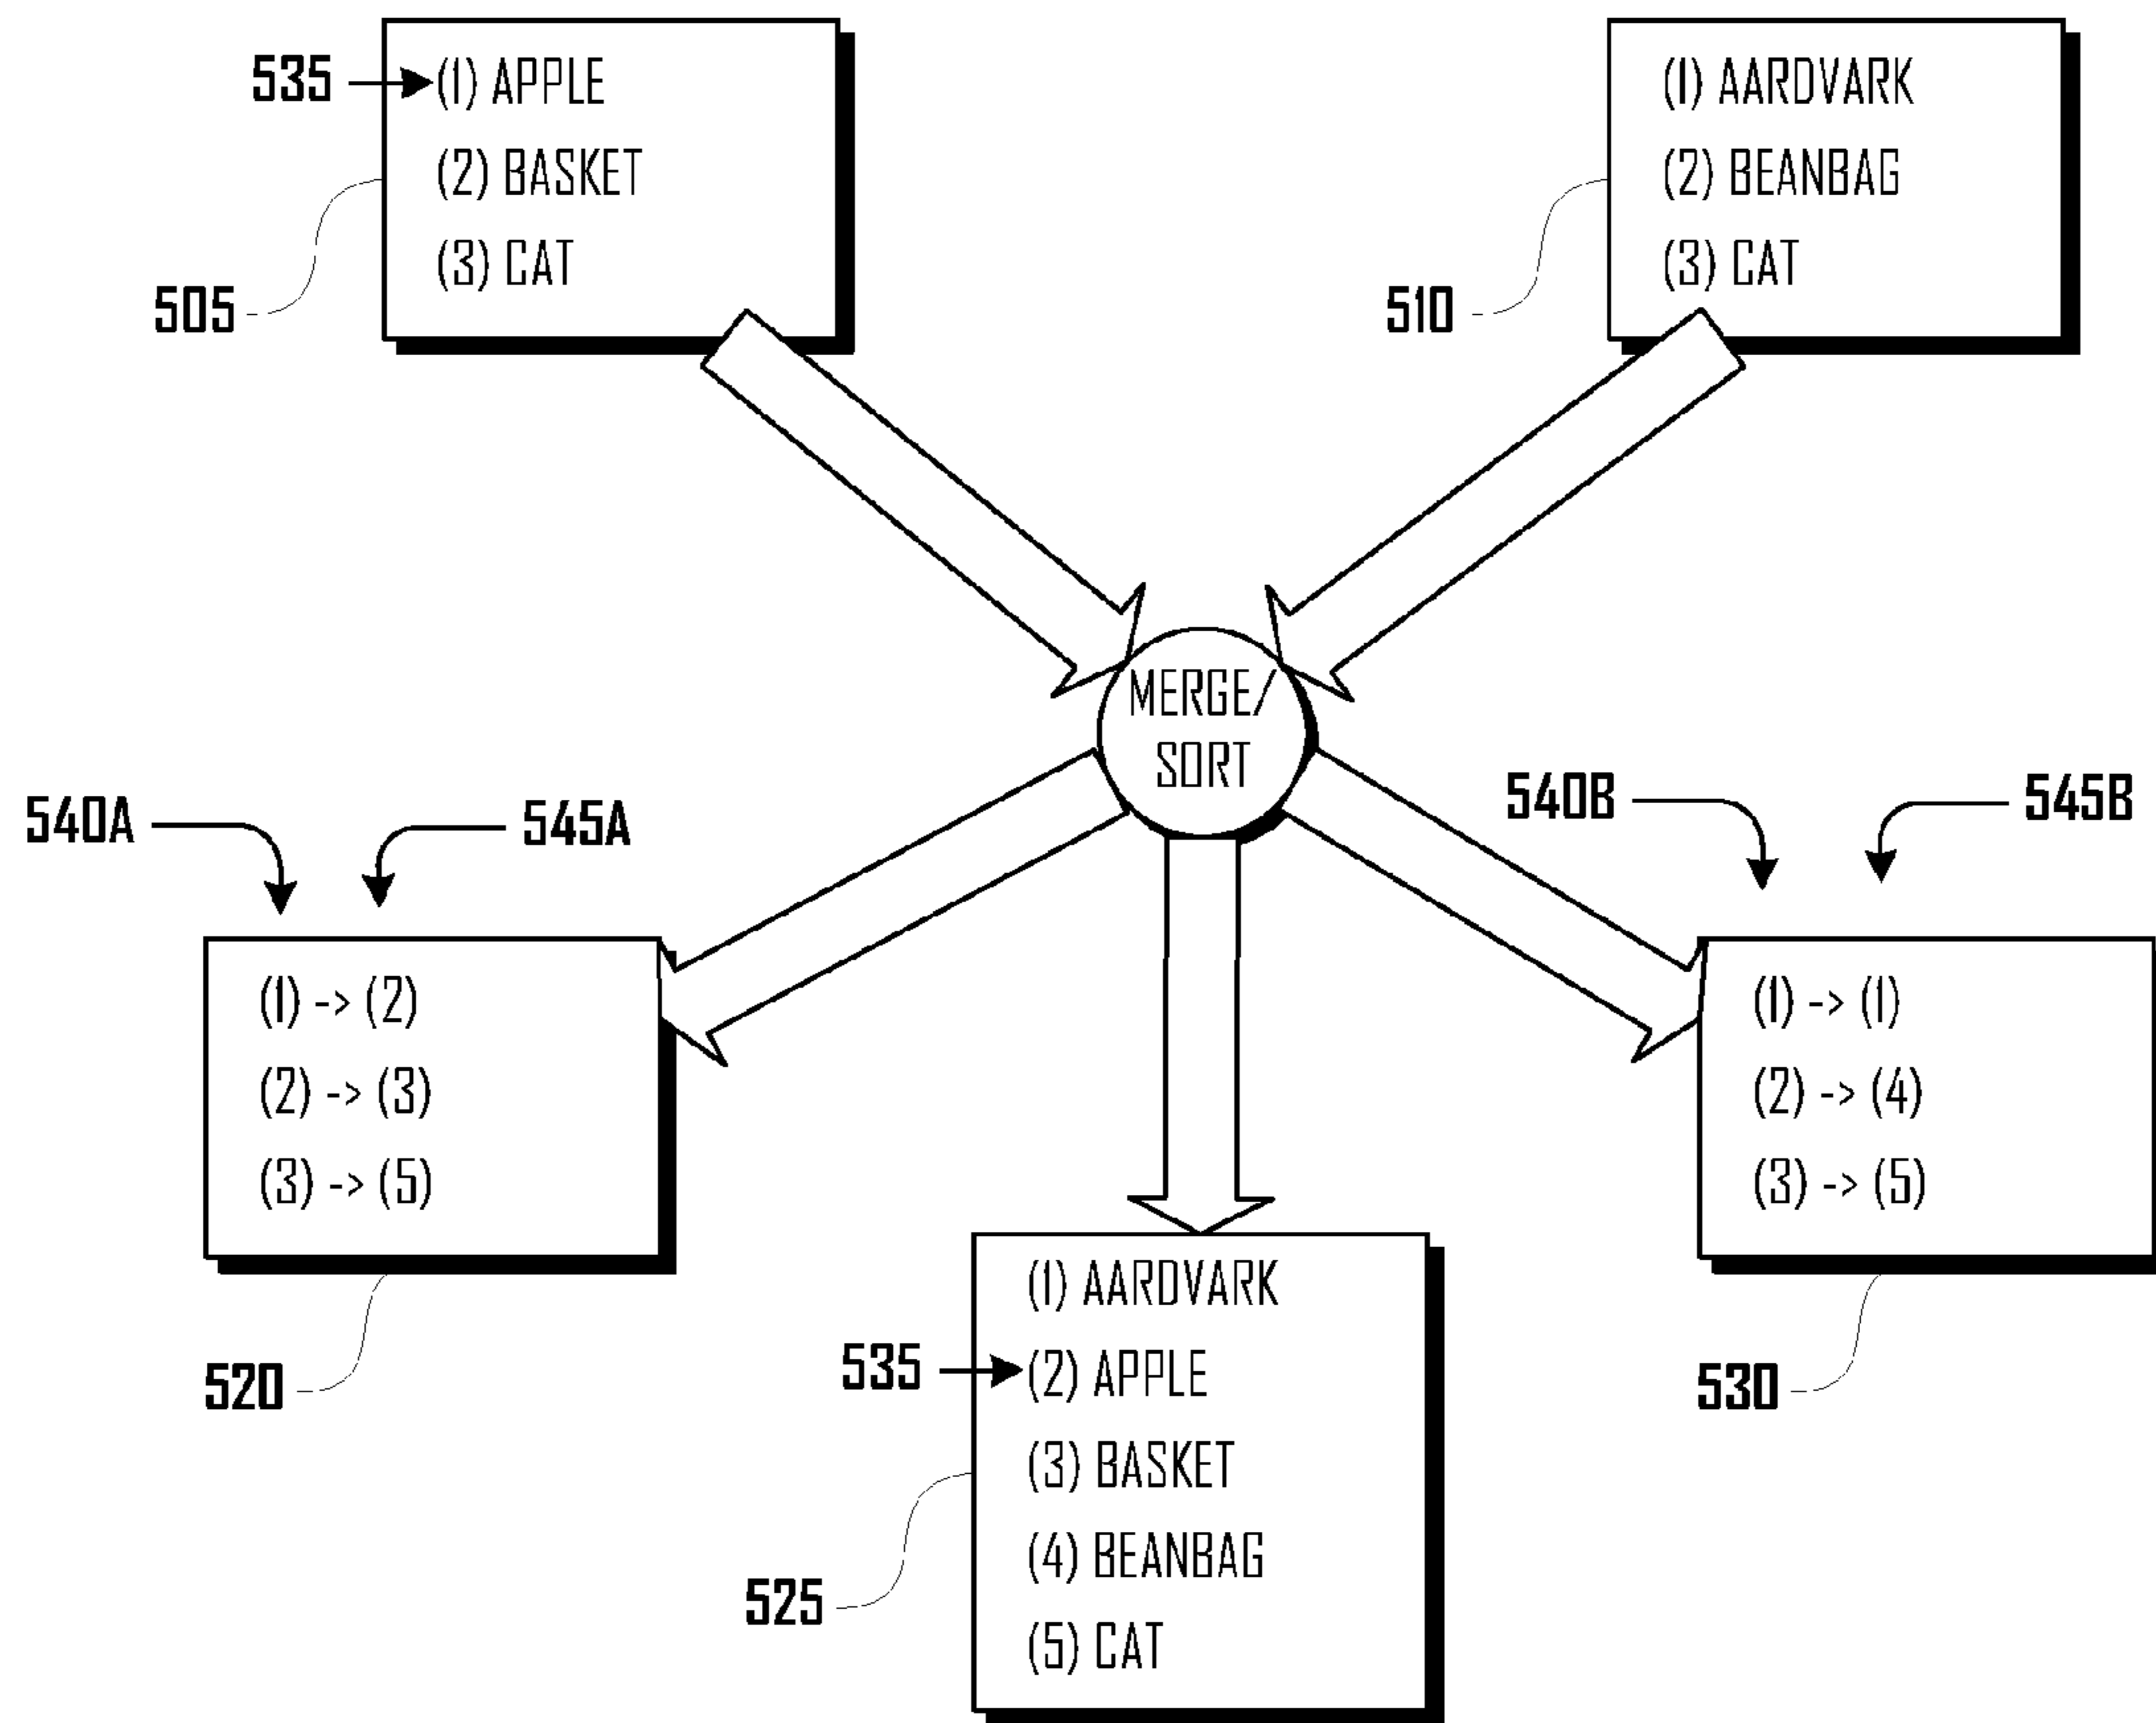 535
(1) APPLE
(2) BASKET
(3) CAT
505
(1) AARDVARK
(2) BEANBAG
(3) CAT
510
MERGE/
SORT
540A
545A
(1) -> (2)
(2) -> (3)
(3) -> (5)
520
540B
545B
(1) -> (1)
(2) -> (4)
(3) -> (5)
530
(1) AARDVARK
535
(2) APPLE
(3) BASKET
(4) BEANBAG
(5) CAT
525